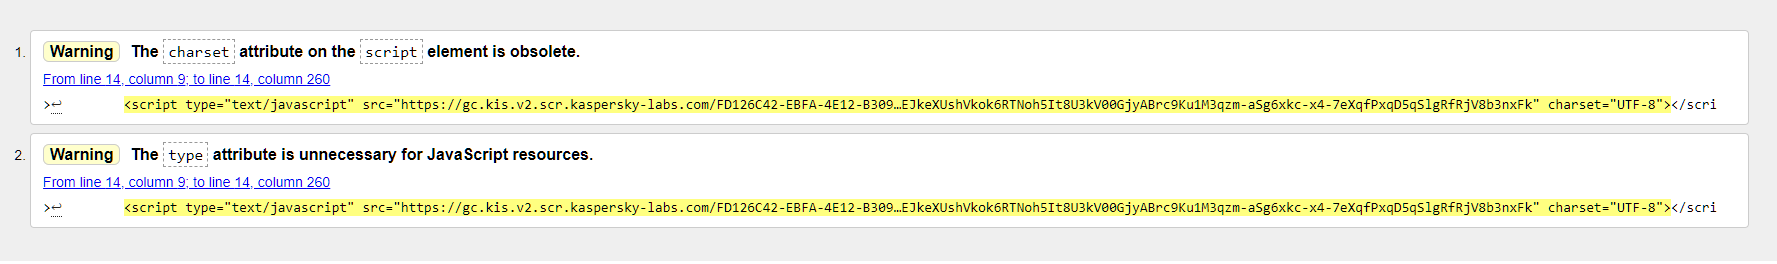 1. Warning The charset attribute on the script element is obsolete.
From line 14, column 9; to line 14, column 260
>↩ <script type="text/javascript" src="https://gc.kis.v2.scr.kaspersky-labs.com/FD126C42-EBFA-4E12-B309…EJkeXUshVkok6RTNoh5It8U3kV00GjyABrc9Ku1M3qzm-aSg6xkc-x4-7eXqfPxqD5qSlgRfRjV8b3nxFk" charset="UTF-8"></scri
2. Warning The type attribute is unnecessary for JavaScript resources.
From line 14, column 9; to line 14, column 260
>↩ <script type="text/javascript" src="https://gc.kis.v2.scr.kaspersky-labs.com/FD126C42-EBFA-4E12-B309…EJkeXUshVkok6RTNoh5It8U3kV00GjyABrc9Ku1M3qzm-aSg6xkc-x4-7eXqfPxqD5qSlgRfRjV8b3nxFk" charset="UTF-8"></scri